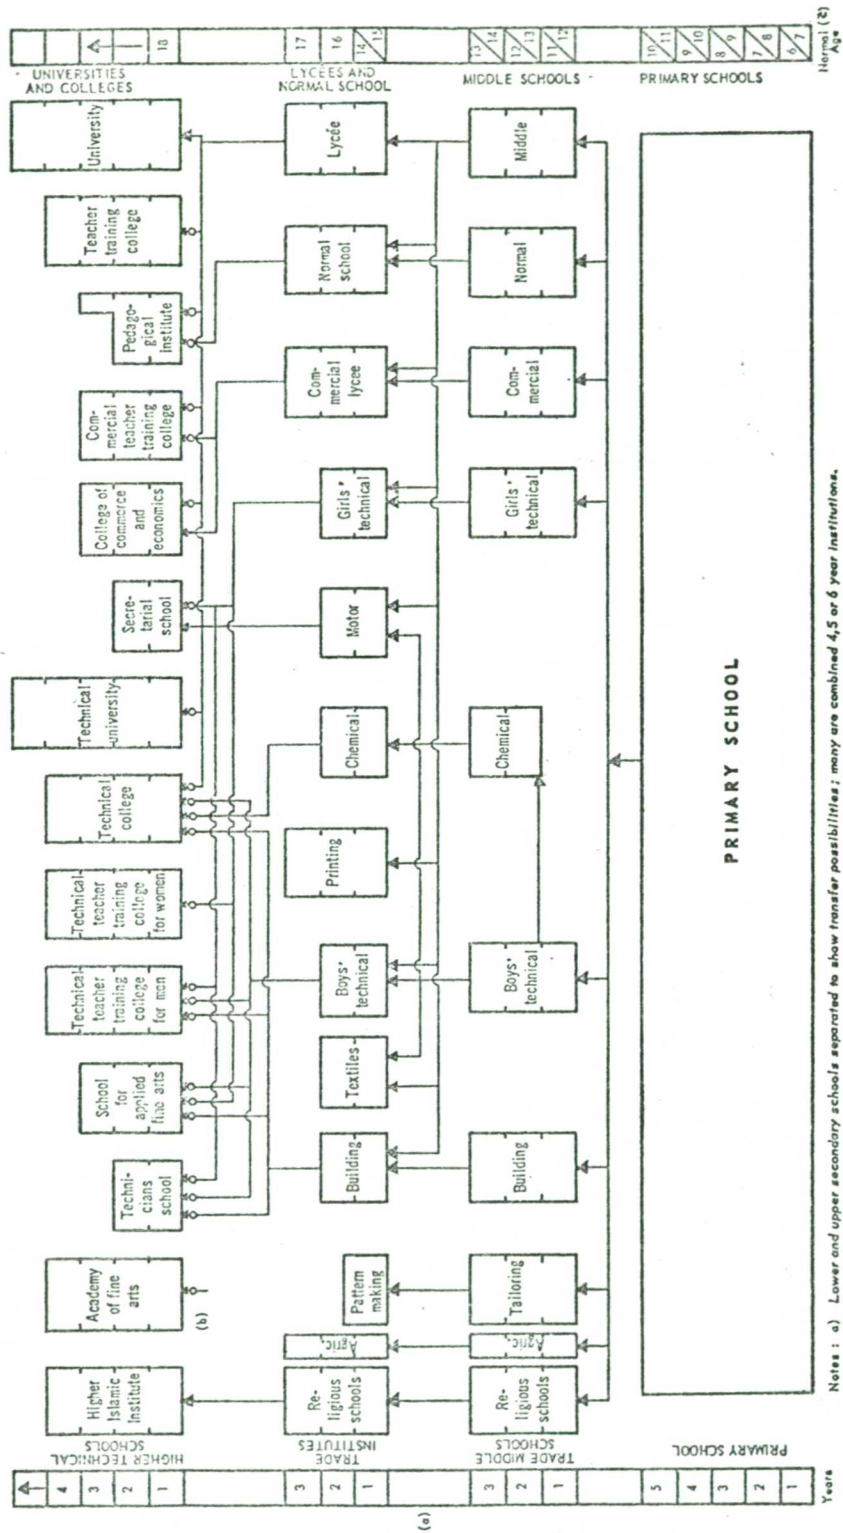 4
3
2
1
HIGHER TECHNICAL
SCHOOLS
Higher
Islamic
Institute
Academy
of fine
arts
(b)
Techni-
cians
school
School
for
applied
fine arts
Technical
teacher
training
college
for men
Technical
teacher
training
college
for women
Technical
college
Technical
university
Secre-
tarial
school
College of
commerce
and
economics
Com-
mercial
teacher
training
college
Pedago-
gical
institute
Teacher
training
college
University
UNIVERSITIES
AND COLLEGES
18
(a)
3
2
1
TRADE
INSTITUTES
Re-
ligious
schools
Agric.
Pattern
making
Building
Textiles
Boys'
technical
Printing
Chemical
Motor
Girls'
technical
Com-
mercial
lycee
Normal
school
Lycée
LYCÉES AND
NORMAL SCHOOL
17
16
14/15
3
2
1
TRADE MIDDLE
SCHOOLS
Re-
ligious
schools
Agric.
Tailoring
Building
Boys'
technical
Chemical
Girls'
technical
Com-
mercial
Normal
Middle
MIDDLE SCHOOLS
13/14
12/13
11/12
5
4
3
2
1
Years
PRIMARY SCHOOL
PRIMARY SCHOOL
PRIMARY SCHOOLS
10/11
9/10
8/9
7/8
6/7
Normal
Age
Notes : a) Lower and upper secondary schools separated to show transfer possibilities; many are combined 4,5 or 6 year institutions.